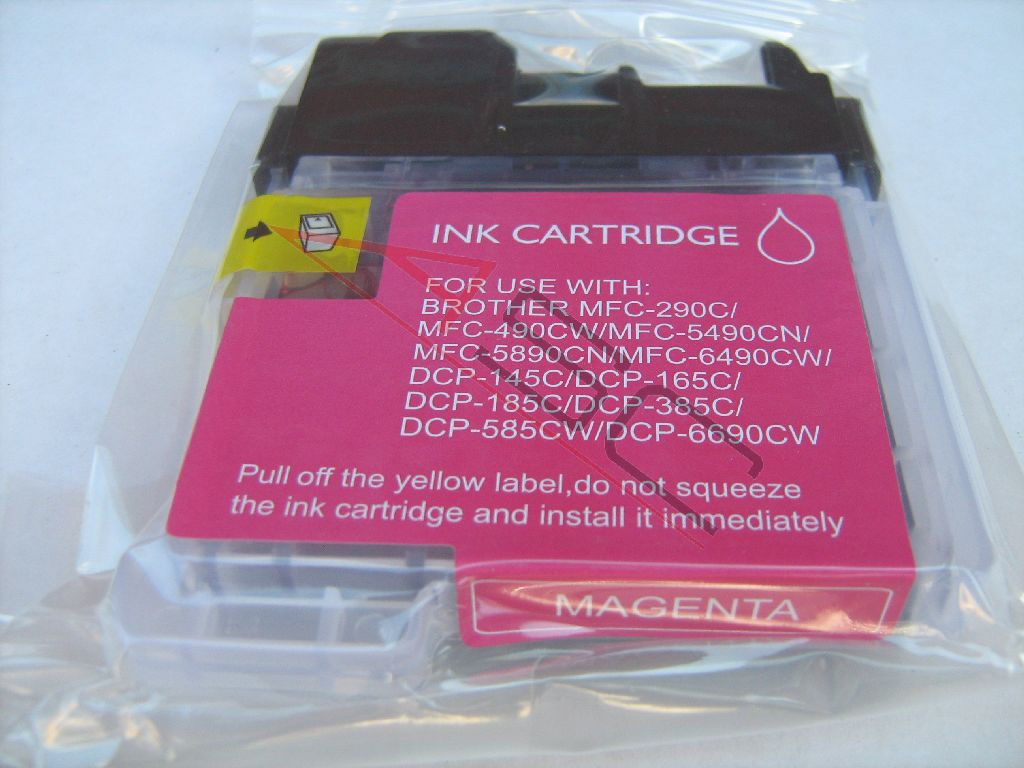 INK CARTRIDGE
FOR USE WITH:
BROTHER MFC-290C/
MFC-490CW/MFC-5490CN/
MFC-5890CN/MFC-6490CW/
DCP-145C/DCP-165C/
DCP-185C/DCP-385C/
DCP-585CW/DCP-6690CW
Pull off the yellow label,do not squeeze
the ink cartridge and install it immediately
MAGENTA
ASC